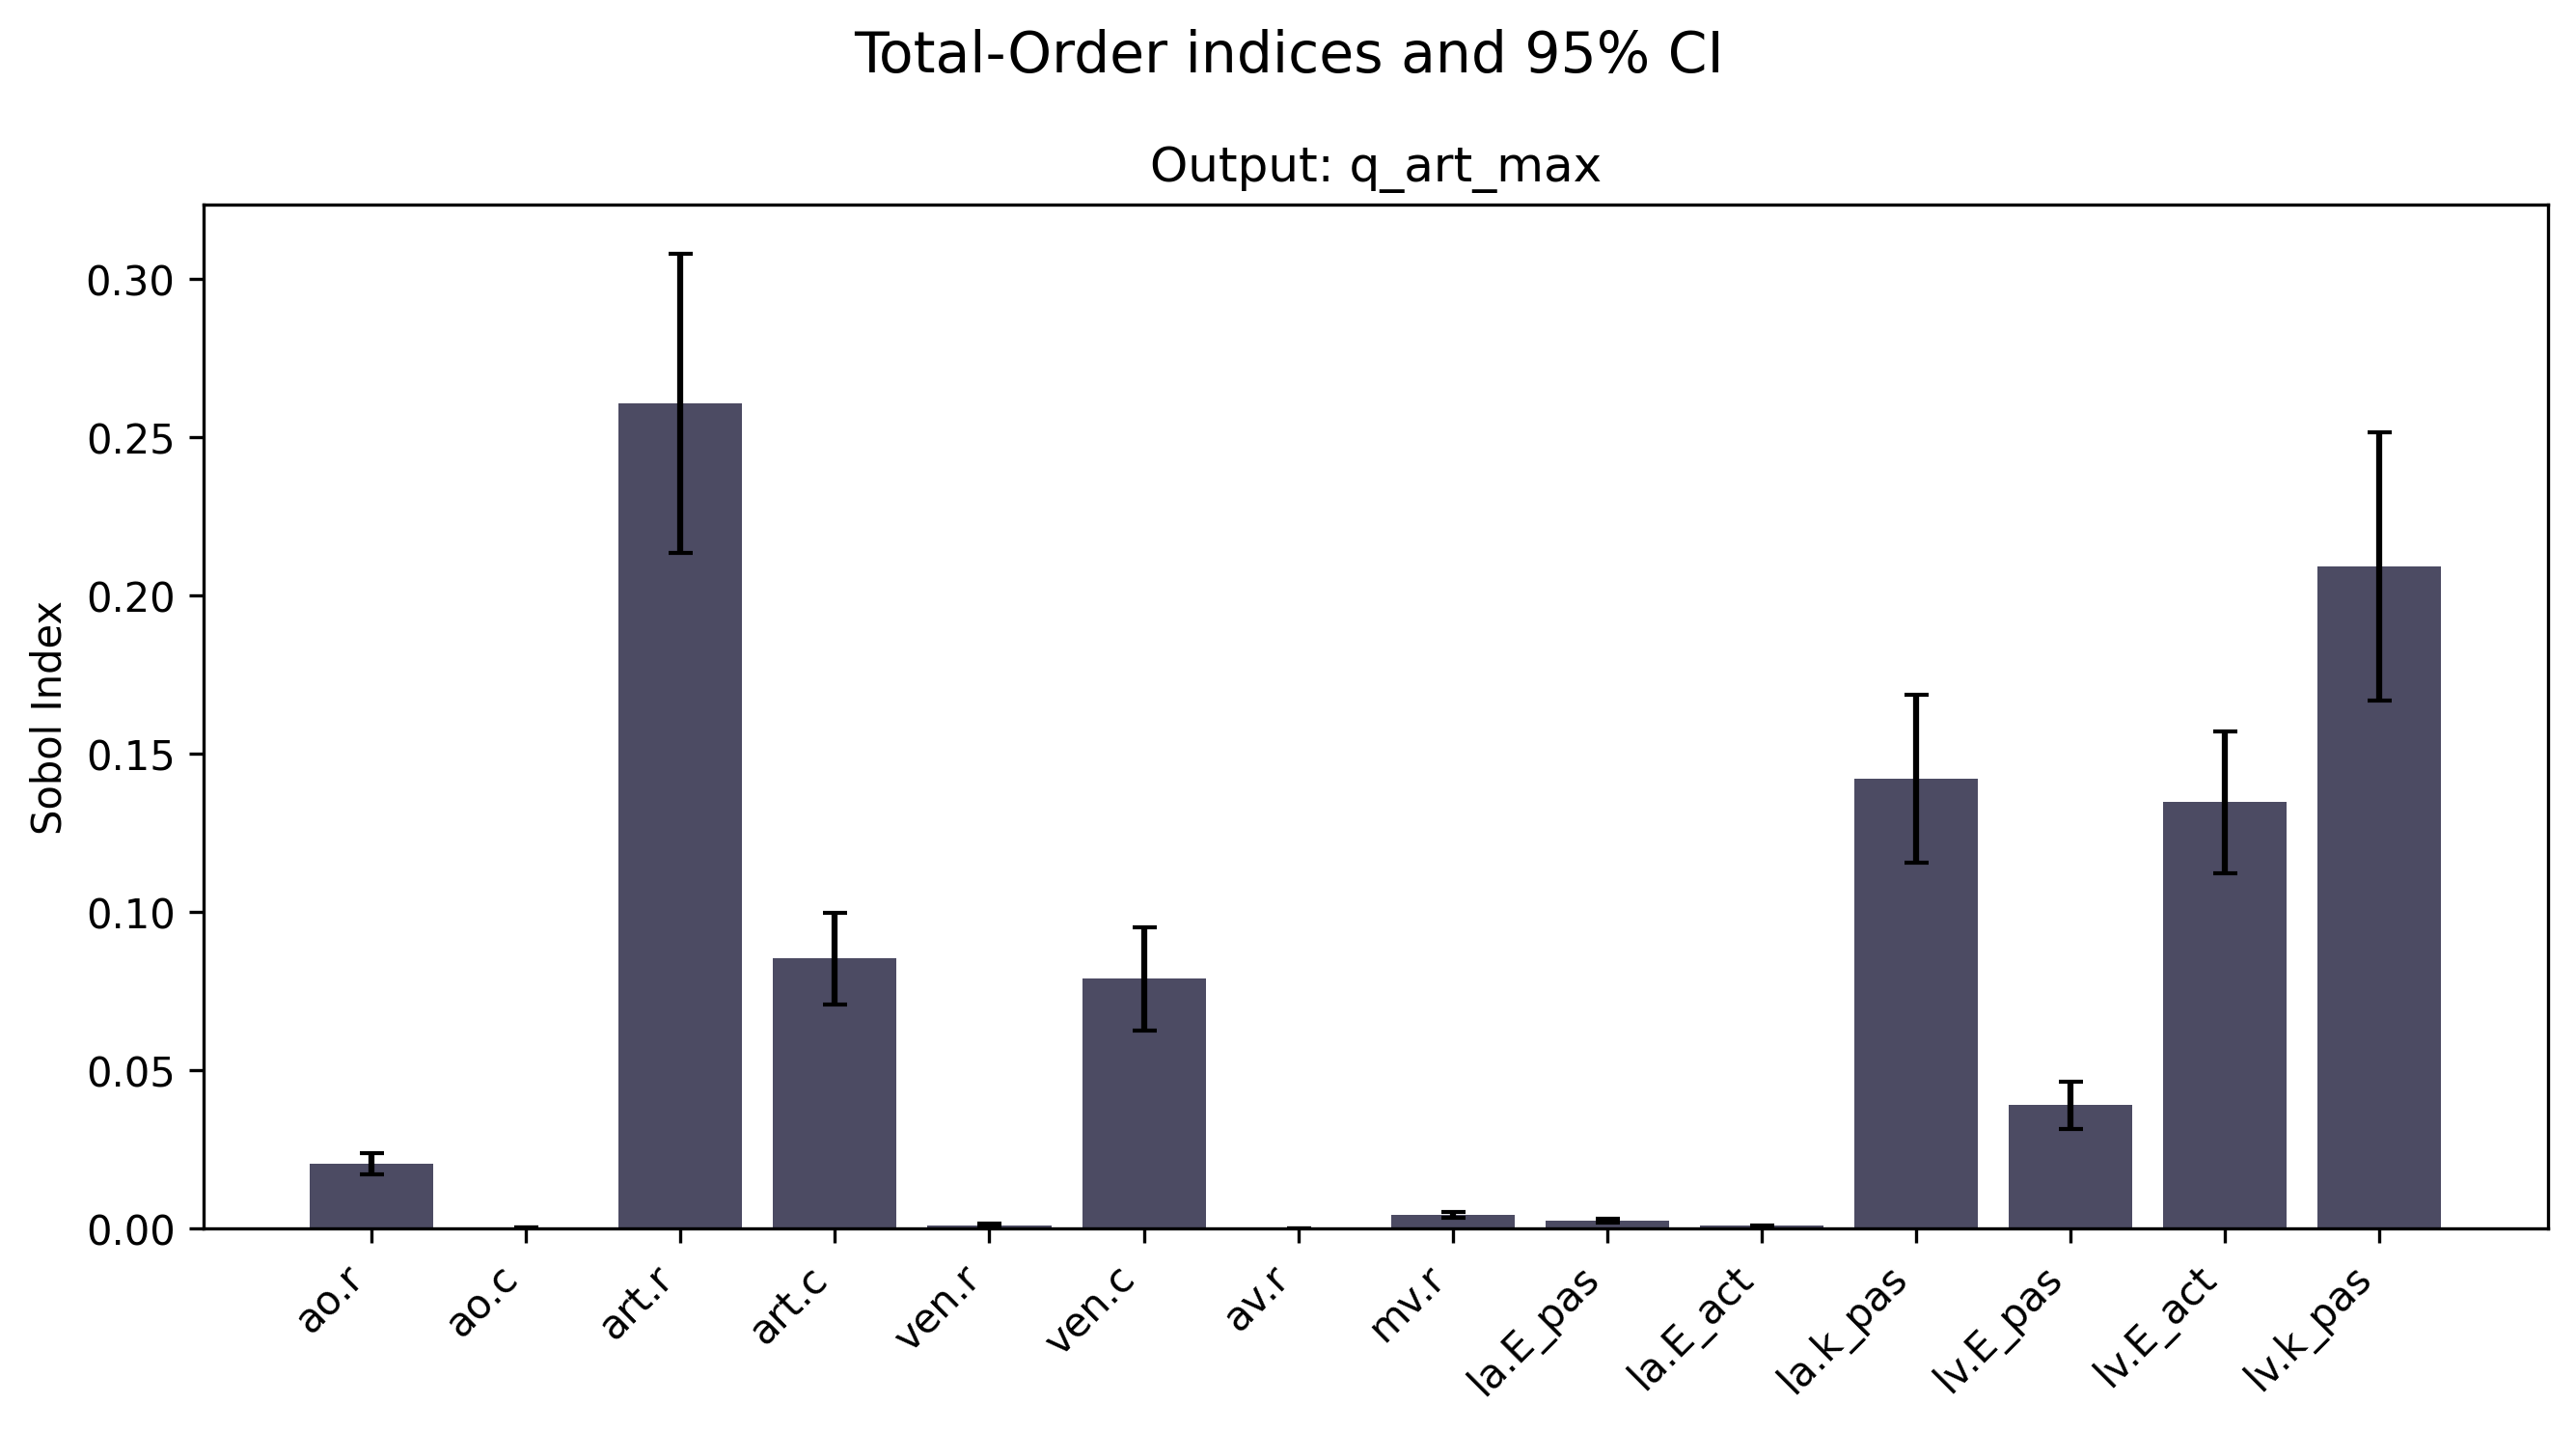 Total-Order indices and 95% CI
Output: q_art_max
Sobol Index
0.30
0.25
0.20
0.15
0.10
0.05
0.00
ao.r
ao.c
art.r
art.c
ven.r
ven.c
av.r
mv.r
la.E_pas
la.E_act
la.k_pas
lv.E_pas
lv.E_act
lv.k_pas